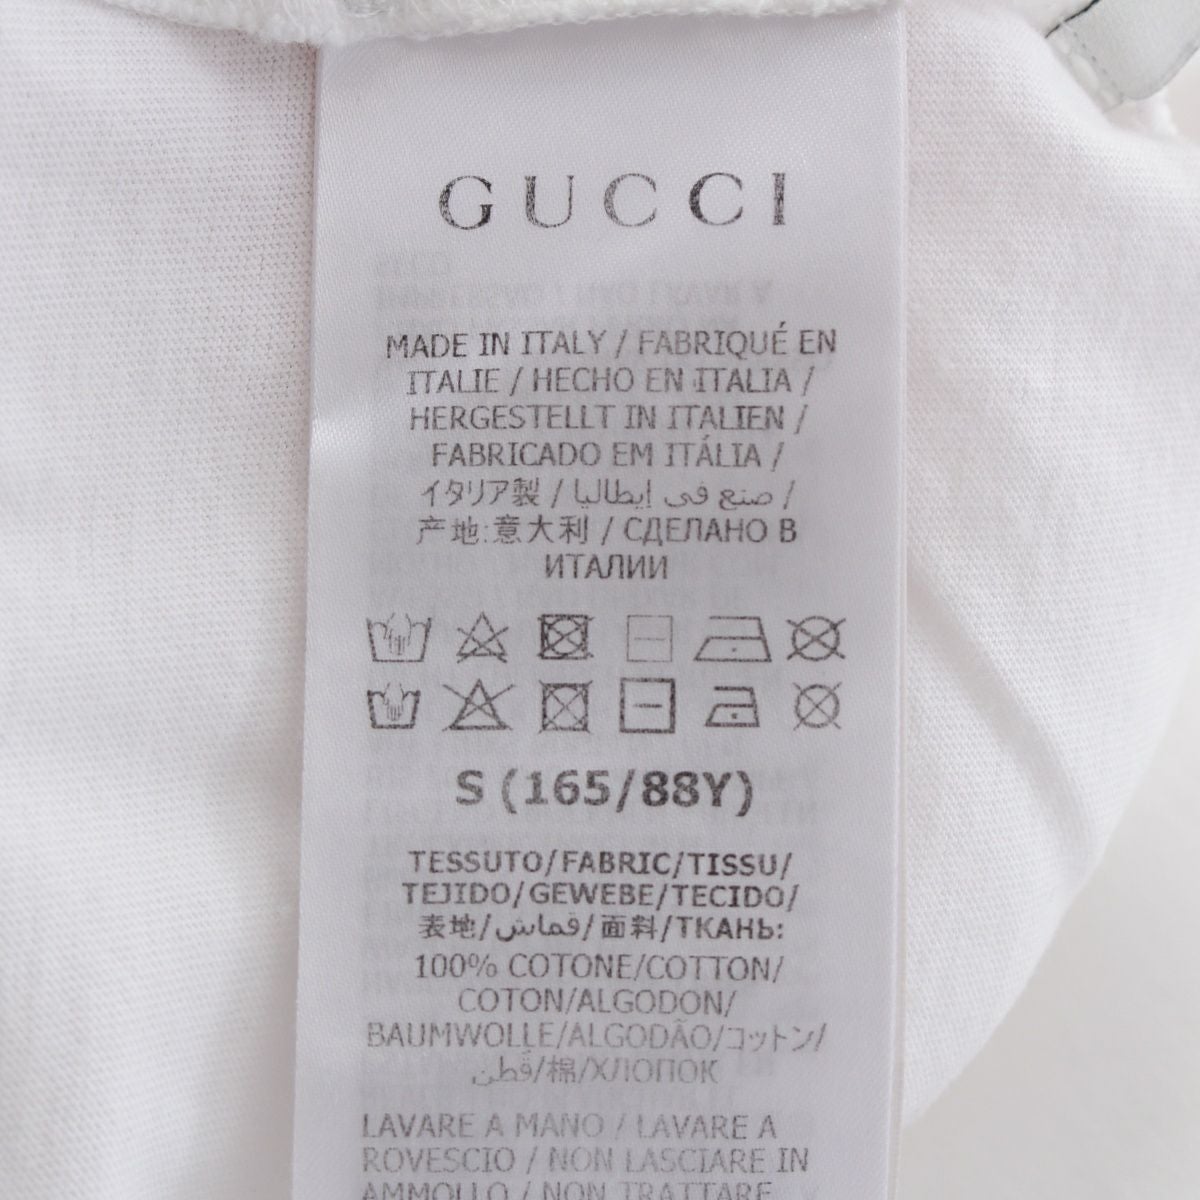 GUCCI
MADE IN ITALY / FABRIQUÉ EN
ITALIE / HECHO EN ITALIA /
HERGESTELLT IN ITALIEN /
FABRICADO EM ITÁLIA /
イタリア製 / صنع في إيطاليا /
产地:意大利 / СДЕЛАНО В
ИТАЛИИ
S (165/88Y)
TESSUTO/FABRIC/TISSU/
TEJIDO/GEWEBE/TECIDO/
表地/قماش/面料/ТКАНЬ:
100% COTONE/COTTON/
COTON/ALGODON/
BAUMWOLLE/ALGODÃO/コットン/
قطن/棉/ХЛОПОК
LAVARE A MANO / LAVARE A
ROVESCIO / NON LASCIARE IN
AMMOLLO / NON TRATTARE